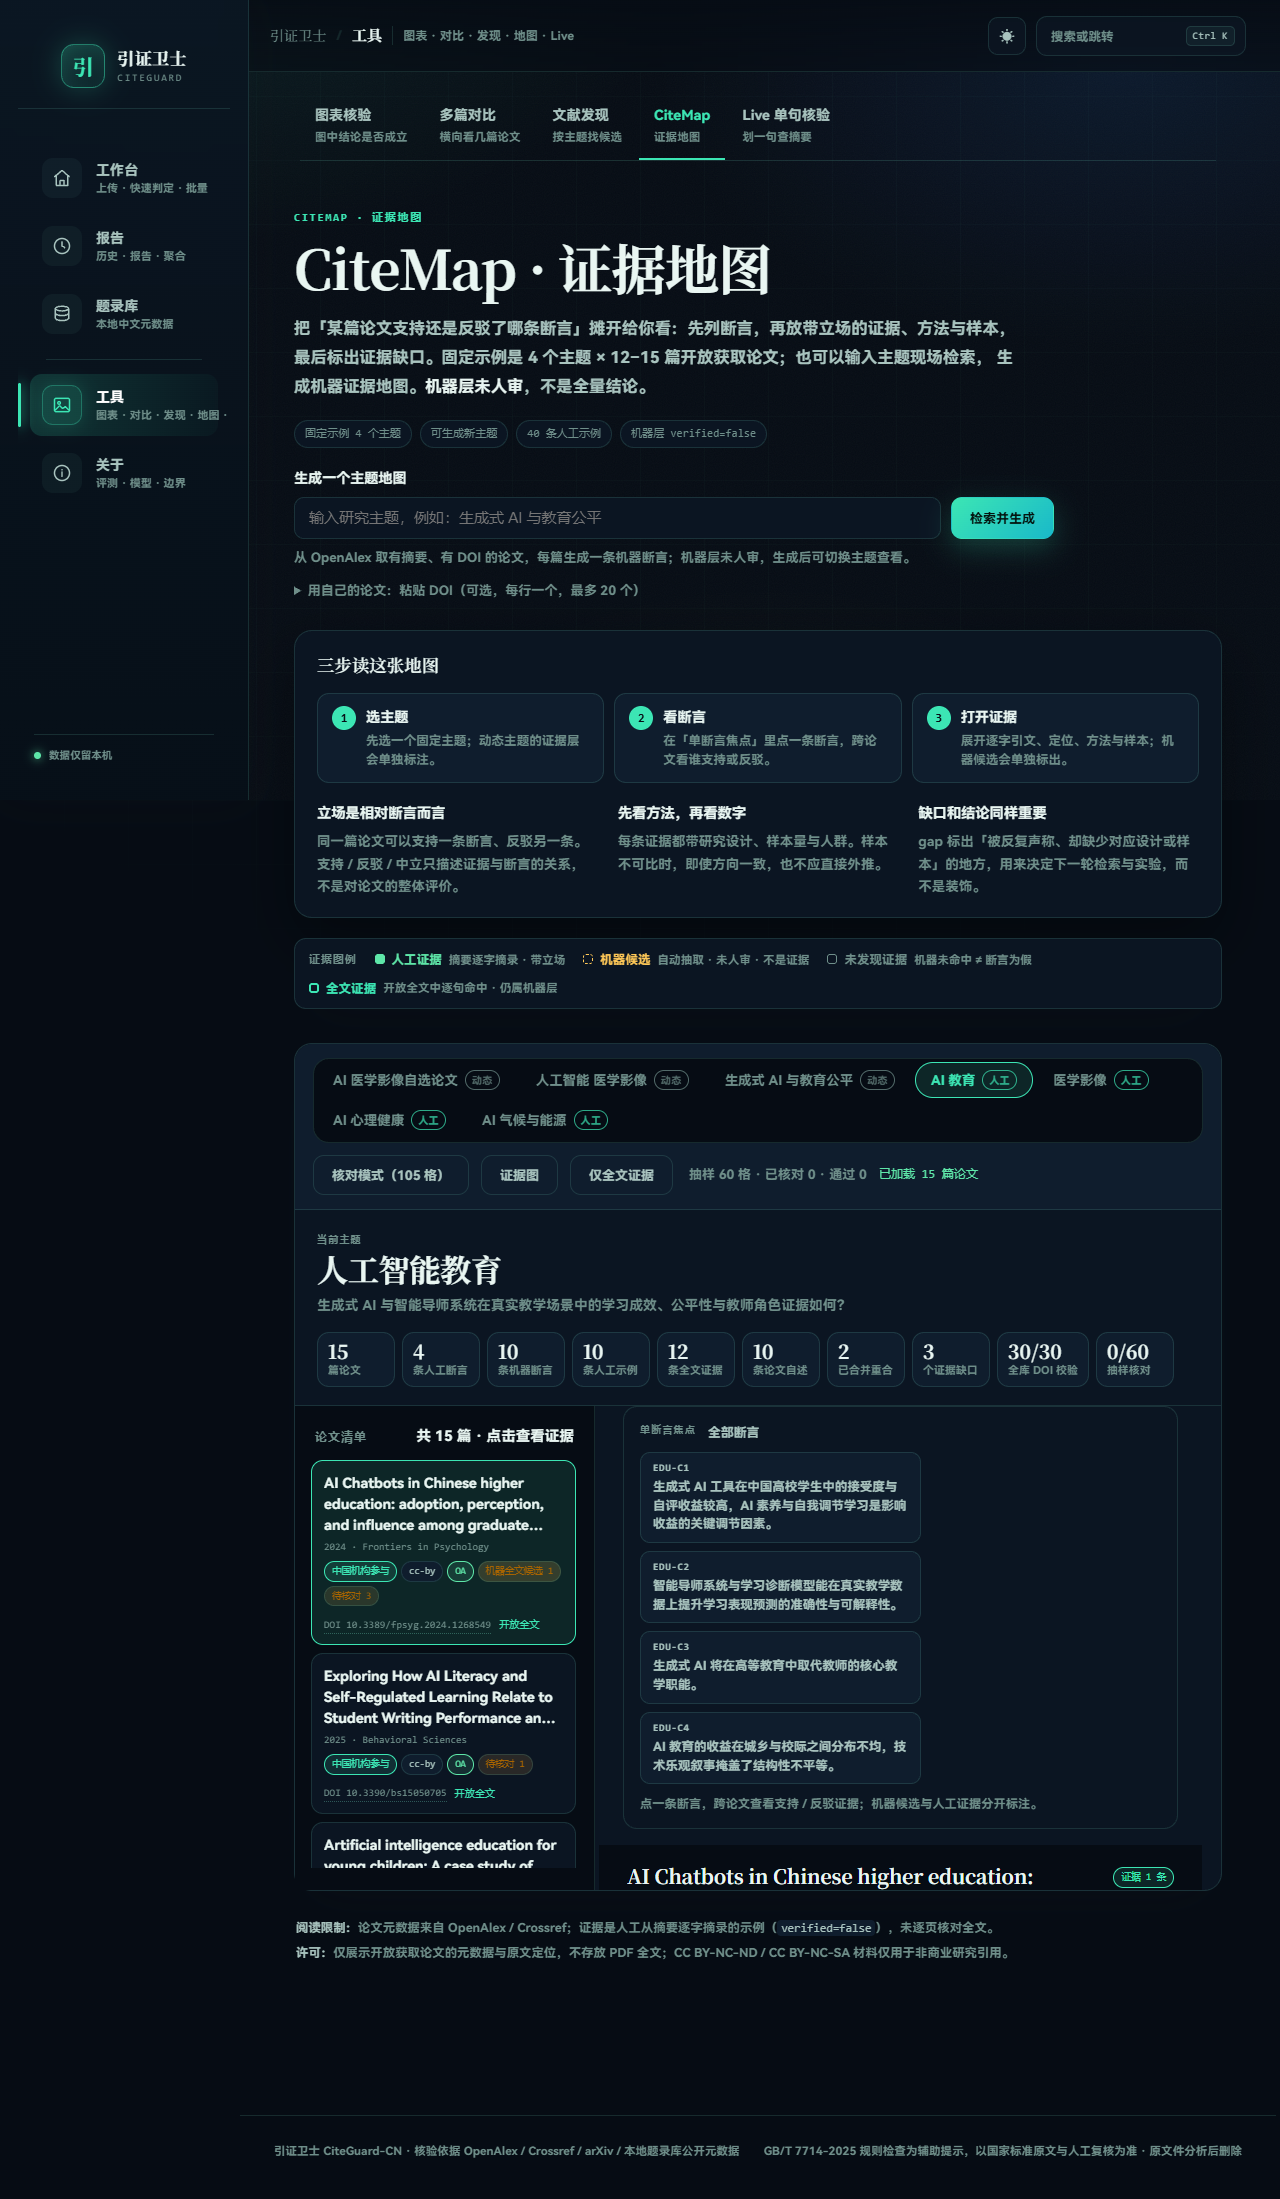 引
引证卫士
CITEGUARD
引证卫士 / 工具 图表 · 对比 · 发现 · 地图 · Live
搜索或跳转 Ctrl K
工作台
上传 · 快速判定 · 批量
报告
历史 · 报告 · 聚合
题录库
本地中文元数据
工具
图表 · 对比 · 发现 · 地图 ·
关于
评测 · 模型 · 边界
数据仅留本机
图表核验
图中结论是否成立
多篇对比
横向看几篇论文
文献发现
按主题找候选
CiteMap
证据地图
Live 单句核验
划一句查摘要
CITEMAP · 证据地图
CiteMap · 证据地图
把「某篇论文支持还是反驳了哪条断言」摊开给你看：先列断言，再放带立场的证据、方法与样本，
最后标出证据缺口。固定示例是 4 个主题 × 12–15 篇开放获取论文；也可以输入主题现场检索， 生
成机器证据地图。机器层未人审，不是全量结论。
固定示例 4 个主题
可生成新主题
40 条人工示例
机器层 verified=false
生成一个主题地图
输入研究主题，例如：生成式 AI 与教育公平
检索并生成
从 OpenAlex 取有摘要、有 DOI 的论文，每篇生成一条机器断言；机器层未人审，生成后可切换主题查看。
用自己的论文：粘贴 DOI（可选，每行一个，最多 20 个）
三步读这张地图
1 选主题
先选一个固定主题；动态主题的证据层
会单独标注。
2 看断言
在「单断言焦点」里点一条断言，跨论
文看谁支持或反驳。
3 打开证据
展开逐字引文、定位、方法与样本；机
器候选会单独标出。
立场是相对断言而言
同一篇论文可以支持一条断言、反驳另一条。
支持 / 反驳 / 中立只描述证据与断言的关系，
不是对论文的整体评价。
先看方法，再看数字
每条证据都带研究设计、样本量与人群。样本
不可比时，即使方向一致，也不应直接外推。
缺口和结论同样重要
gap 标出「被反复声称、却缺少对应设计或样
本」的地方，用来决定下一轮检索与实验，而
不是装饰。
证据图例 人工证据 摘要逐字摘录 · 带立场 机器候选 自动抽取 · 未人审 · 不是证据 未发现证据 机器未命中 ≠ 断言为假
全文证据 开放全文中逐句命中 · 仍属机器层
AI 医学影像自选论文 动态
人工智能 医学影像 动态
生成式 AI 与教育公平 动态
AI 教育 人工
医学影像 人工
AI 心理健康 人工
AI 气候与能源 人工
核对模式（105 格）
证据图
仅全文证据
抽样 60 格 · 已核对 0 · 通过 0
已加载 15 篇论文
当前主题
人工智能教育
生成式 AI 与智能导师系统在真实教学场景中的学习成效、公平性与教师角色证据如何？
15
篇论文
4
条人工断言
10
条机器断言
10
条人工示例
12
条全文证据
10
条论文自述
2
已合并重合
3
个证据缺口
30/30
全库 DOI 校验
0/60
抽样核对
论文清单 共 15 篇 · 点击查看证据
AI Chatbots in Chinese higher
education: adoption, perception,
and influence among graduate...
2024 · Frontiers in Psychology
中国机构参与 cc-by OA 机器全文候选 1
待核对 3
DOI 10.3389/fpsyg.2024.1268549 开放全文
Exploring How AI Literacy and
Self-Regulated Learning Relate to
Student Writing Performance an...
2025 · Behavioral Sciences
中国机构参与 cc-by OA 待核对 1
DOI 10.3390/bs15050705 开放全文
Artificial intelligence education for
young children: A case study of
单断言焦点 全部断言
EDU-C1
生成式 AI 工具在中国高校学生中的接受度与
自评收益较高，AI 素养与自我调节学习是影响
收益的关键调节因素。
EDU-C2
智能导师系统与学习诊断模型能在真实教学数
据上提升学习表现预测的准确性与可解释性。
EDU-C3
生成式 AI 将在高等教育中取代教师的核心教
学职能。
EDU-C4
AI 教育的收益在城乡与校际之间分布不均，技
术乐观叙事掩盖了结构性不平等。
点一条断言，跨论文查看支持 / 反驳证据；机器候选与人工证据分开标注。
AI Chatbots in Chinese higher education:
证据 1 条
阅读限制：论文元数据来自 OpenAlex / Crossref；证据是人工从摘要逐字摘录的示例（verified=false），未逐页核对全文。
许可：仅展示开放获取论文的元数据与原文定位，不存放 PDF 全文；CC BY-NC-ND / CC BY-NC-SA 材料仅用于非商业研究引用。
引证卫士 CiteGuard-CN · 核验依据 OpenAlex / Crossref / arXiv / 本地题录库公开元数据
GB/T 7714-2025 规则检查为辅助提示，以国家标准原文与人工复核为准 · 原文件分析后删除